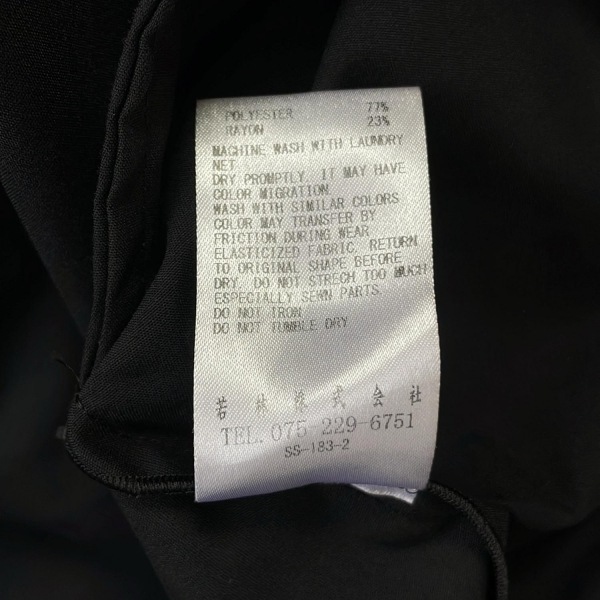 POLYESTER 77%
RAYON 23%
MACHINE WASH WITH LAUNDRY
NET
DRY PROMPTLY. IT MAY HAVE
COLOR MIGRATION.
WASH WITH SIMILAR COLORS
COLOR MAY TRANSFER BY
FRICTION DURING WEAR
ELASTICIZED FABRIC. RETURN
TO ORIGINAL SHAPE BEFORE
DRY. DO NOT STRECH TOO MUCH
ESPECIALLY SEWN PARTS.
DO NOT IRON
DO NOT TUMBLE DRY
若林株式会社
TEL. 075-229-6751
SS-183-2